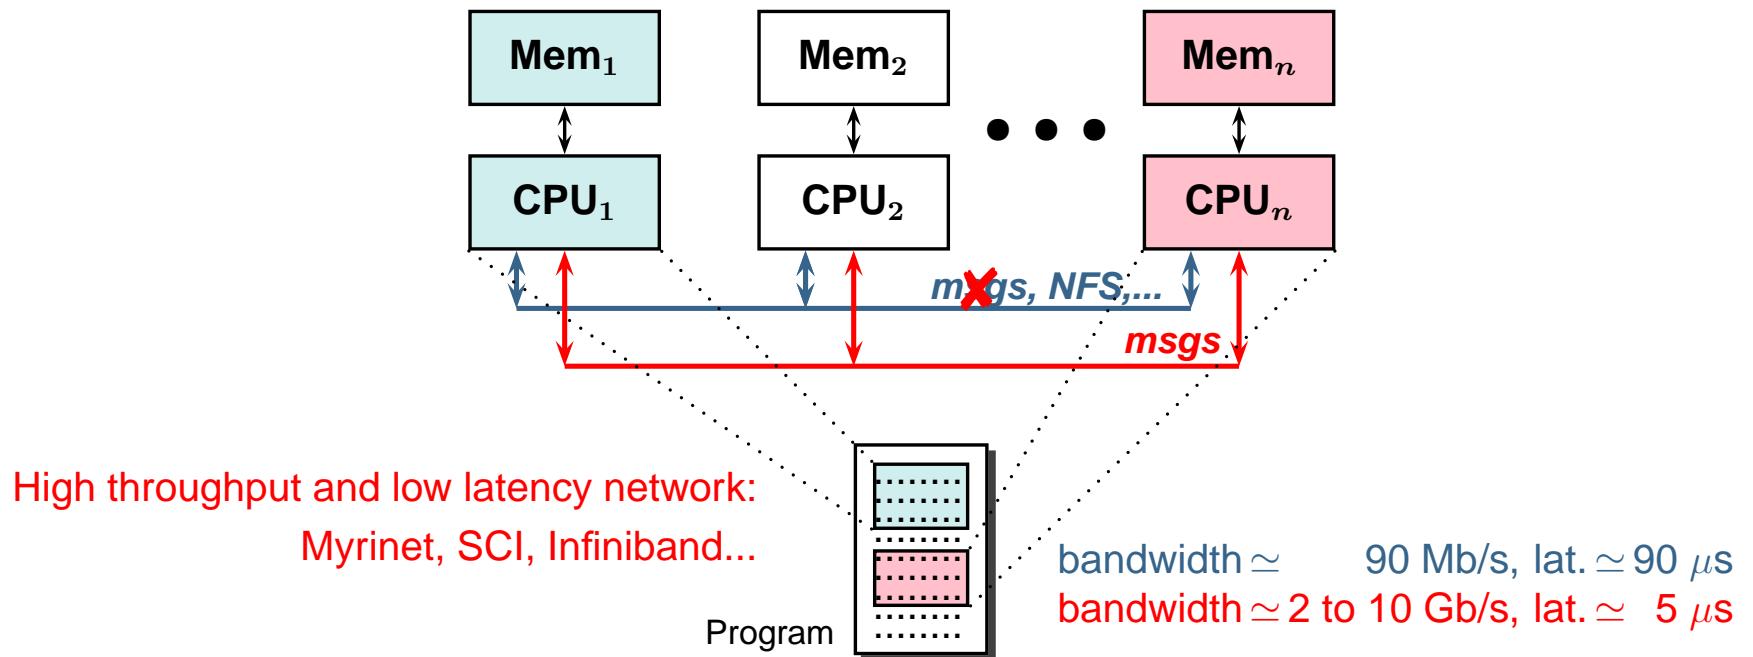 Mem₁ Mem₂ Memₙ
CPU₁ CPU₂ CPUₙ
msgs, NFS,...
msgs
High throughput and low latency network:
Myrinet, SCI, Infiniband...
bandwidth ≃ 90 Mb/s, lat. ≃ 90 μs
bandwidth ≃ 2 to 10 Gb/s, lat. ≃ 5 μs
Program